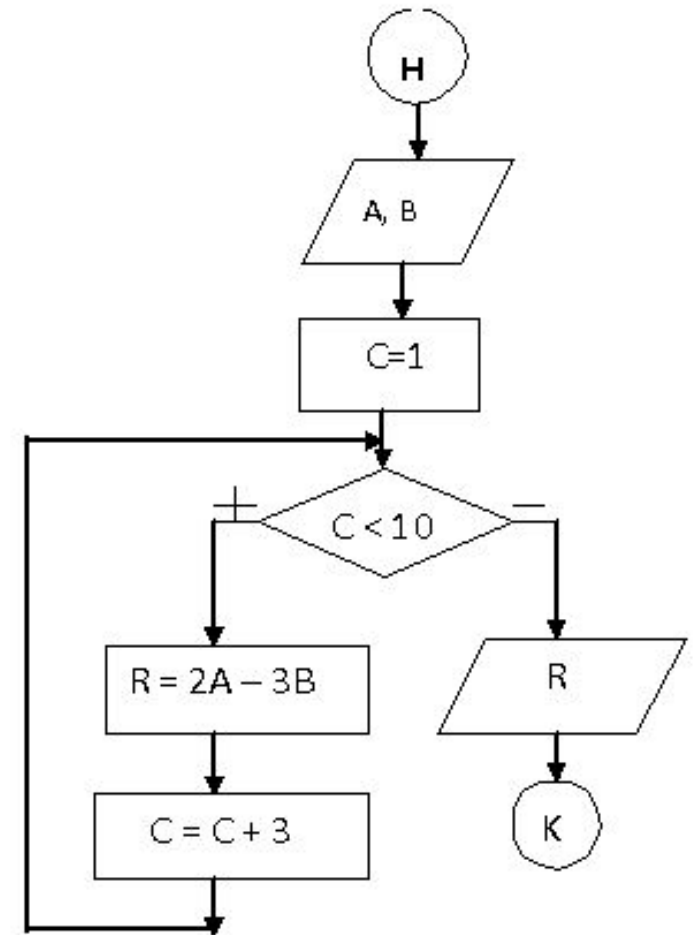 H
A, B
C=1
+
−
C < 10
R = 2A – 3B
R
C = C + 3
K